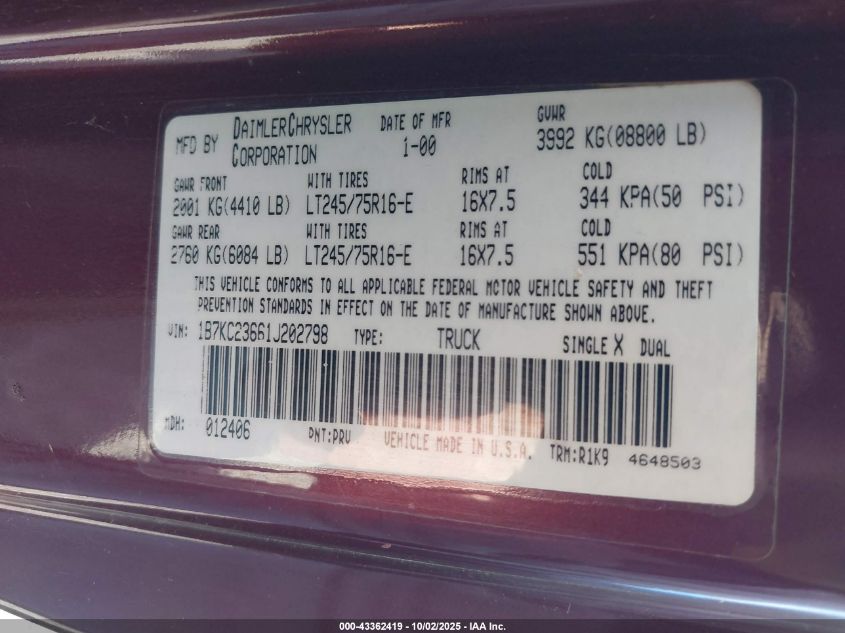 MFD BY DAIMLERCHRYSLER CORPORATION DATE OF MFR 1-00 GVWR 3992 KG(08800 LB)
GAWR FRONT WITH TIRES RIMS AT COLD
2001 KG(4410 LB) LT245/75R16-E 16X7.5 344 KPA(50 PSI)
GAWR REAR WITH TIRES RIMS AT COLD
2760 KG(6084 LB) LT245/75R16-E 16X7.5 551 KPA(80 PSI)
THIS VEHICLE CONFORMS TO ALL APPLICABLE FEDERAL MOTOR VEHICLE SAFETY AND THEFT
PREVENTION STANDARDS IN EFFECT ON THE DATE OF MANUFACTURE SHOWN ABOVE.
VIN: 1B7KC23661J202798 TYPE: TRUCK SINGLE X DUAL
MDH: 012406 PNT:PRV VEHICLE MADE IN U.S.A. TRM:R1K9 4648503
000-43362419 - 10/02/2025 - IAA Inc.